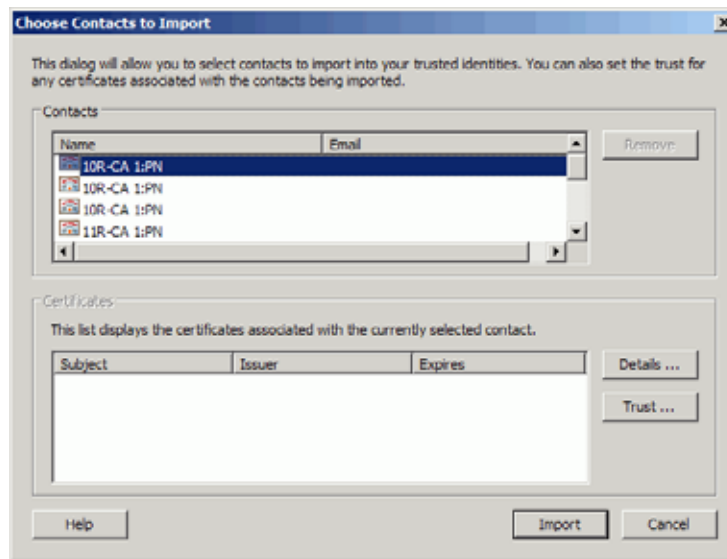 Choose Contacts to Import
This dialog will allow you to select contacts to import into your trusted identities. You can also set the trust for
any certificates associated with the contacts being imported.
Contacts
Name Email
Remove
10R-CA 1:PN
10R-CA 1:PN
10R-CA 1:PN
11R-CA 1:PN
Certificates
This list displays the certificates associated with the currently selected contact.
Subject Issuer Expires
Details ...
Trust ...
Help Import Cancel